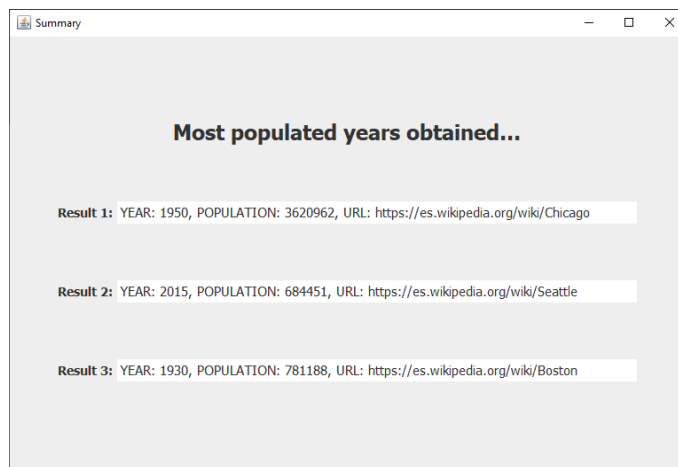 Summary
Most populated years obtained...
Result 1: YEAR: 1950, POPULATION: 3620962, URL: https://es.wikipedia.org/wiki/Chicago
Result 2: YEAR: 2015, POPULATION: 684451, URL: https://es.wikipedia.org/wiki/Seattle
Result 3: YEAR: 1930, POPULATION: 781188, URL: https://es.wikipedia.org/wiki/Boston